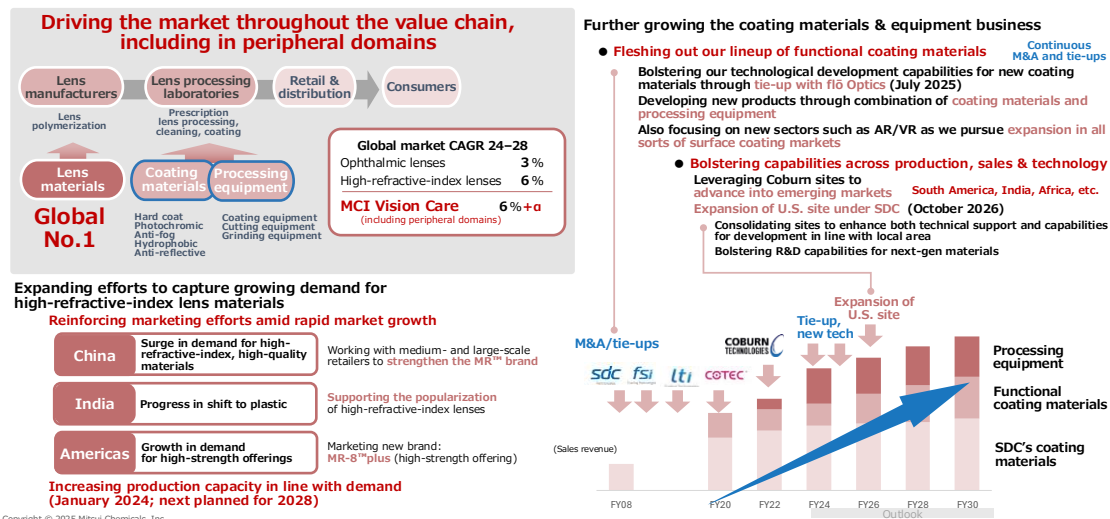 Driving the market throughout the value chain,
including in peripheral domains
Lens
manufacturers
Lens processing
laboratories
Retail &
distribution
Consumers
Lens
polymerization
Prescription
lens processing,
cleaning, coating
Lens
materials
Coating
materials
Processing
equipment
Global
No.1
Hard coat
Photochromic
Anti-fog
Hydrophobic
Anti-reflective
Coating equipment
Cutting equipment
Grinding equipment
Global market CAGR 24–28
Ophthalmic lenses 3%
High-refractive-index lenses 6%
MCI Vision Care 6%+α
(including peripheral domains)
Expanding efforts to capture growing demand for
high-refractive-index lens materials
Reinforcing marketing efforts amid rapid market growth
China
Surge in demand for high-
refractive-index, high-quality
materials
Working with medium- and large-scale
retailers to strengthen the MR™ brand
India
Progress in shift to plastic
Supporting the popularization
of high-refractive-index lenses
Americas
Growth in demand
for high-strength offerings
Marketing new brand:
MR-8™plus (high-strength offering)
Increasing production capacity in line with demand
(January 2024; next planned for 2028)
Copyright © 2025 Mitsui Chemicals, Inc.
Further growing the coating materials & equipment business
● Fleshing out our lineup of functional coating materials
Continuous
M&A and tie-ups
Bolstering our technological development capabilities for new coating
materials through tie-up with flō Optics (July 2025)
Developing new products through combination of coating materials and
processing equipment
Also focusing on new sectors such as AR/VR as we pursue expansion in all
sorts of surface coating markets
● Bolstering capabilities across production, sales & technology
Leveraging Coburn sites to
advance into emerging markets
South America, India, Africa, etc.
Expansion of U.S. site under SDC (October 2026)
Consolidating sites to enhance both technical support and capabilities
for development in line with local area
Bolstering R&D capabilities for next-gen materials
Expansion of
U.S. site
Tie-up,
new tech
M&A/tie-ups
COBURN
TECHNOLOGIES
sdc
fsi
lti
COTEC
Processing
equipment
Functional
coating materials
SDC's coating
materials
(Sales revenue)
FY08
FY20
FY22
FY24
FY26
FY28
FY30
Outlook